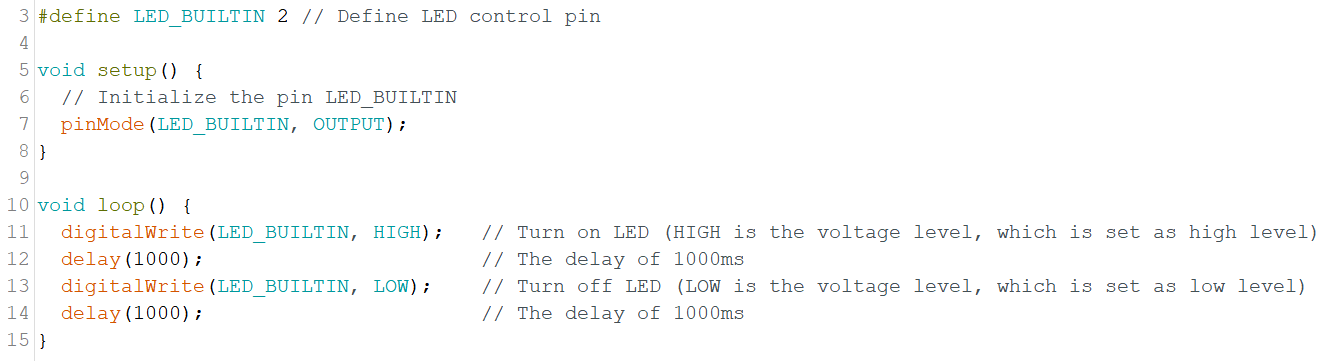 3 #define LED_BUILTIN 2 // Define LED control pin
4
5 void setup() {
6   // Initialize the pin LED_BUILTIN
7   pinMode(LED_BUILTIN, OUTPUT);
8 }
9
10 void loop() {
11   digitalWrite(LED_BUILTIN, HIGH);   // Turn on LED (HIGH is the voltage level, which is set as high level)
12   delay(1000);                       // The delay of 1000ms
13   digitalWrite(LED_BUILTIN, LOW);    // Turn off LED (LOW is the voltage level, which is set as low level)
14   delay(1000);                       // The delay of 1000ms
15 }